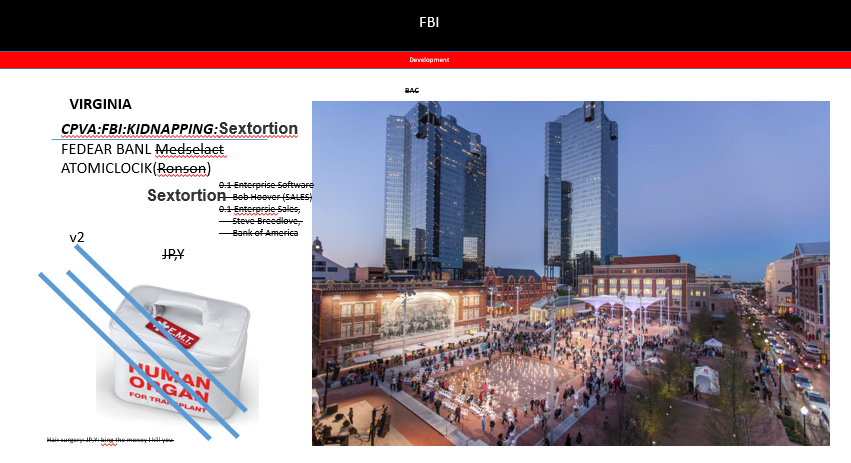 FBI
Development
BAC
VIRGINIA
CPVA:FBI:KIDNAPPING:Sextortion
FEDEAR BANL Medselact
ATOMICLOCIK(Ronson)
Sextortion
0.1 Enterprise Software
Bob Hoover (SALES)
0.1 Enterprsie Sales,
Steve Breedlove,
Bank of America
v2
JP,Y
E.M.T.
HUMAN
ORGAN
FOR TRANSPLANT
Hair surgery: JP,Y: bing the money I kill you